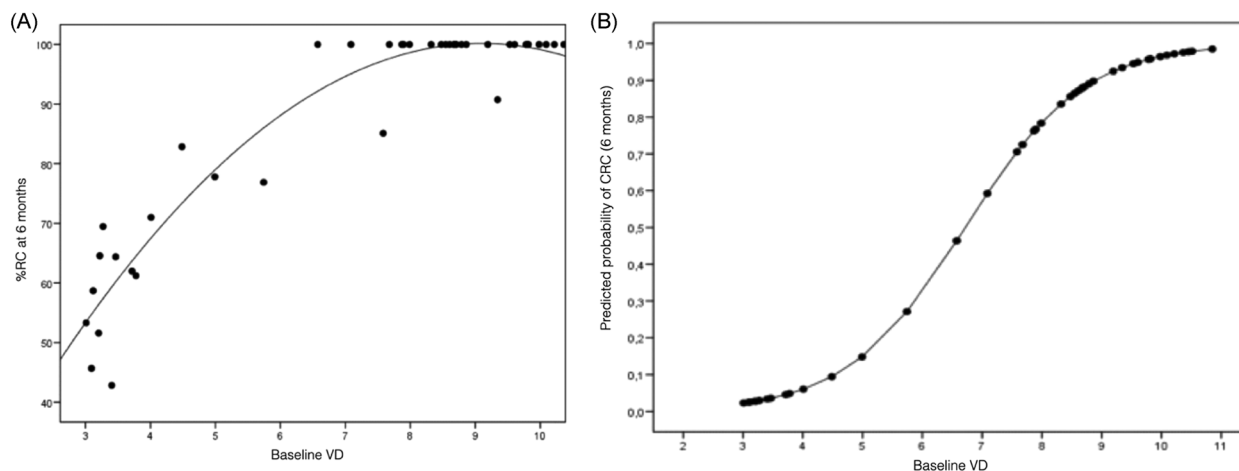 (A)
%RC at 6 months
100
90
80
70
60
50
40
3 4 5 6 7 8 9 10
Baseline VD
(B)
Predicted probability of CRC (6 months)
1,0
0,9
0,8
0,7
0,6
0,5
0,4
0,3
0,2
0,1
0,0
2 3 4 5 6 7 8 9 10 11
Baseline VD